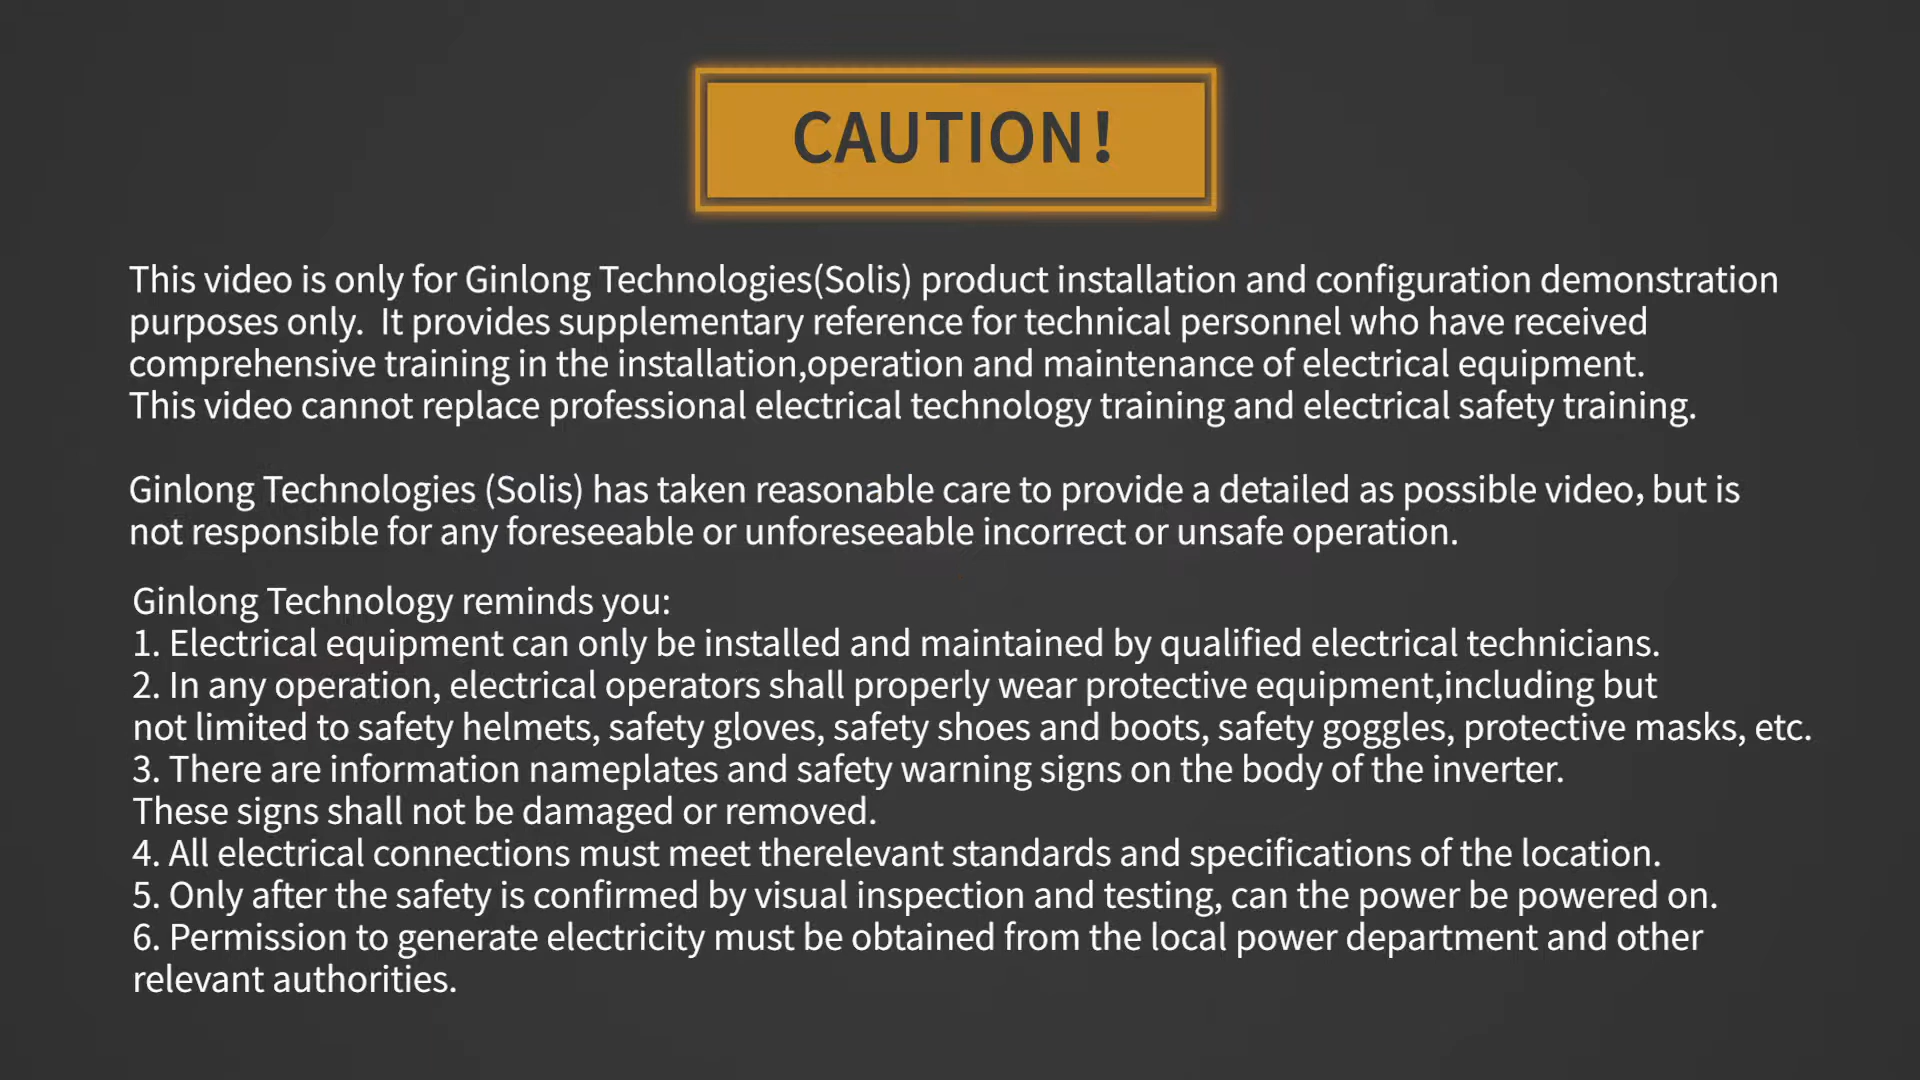 CAUTION!
This video is only for Ginlong Technologies(Solis) product installation and configuration demonstration
purposes only.  It provides supplementary reference for technical personnel who have received
comprehensive training in the installation,operation and maintenance of electrical equipment.
This video cannot replace professional electrical technology training and electrical safety training.
Ginlong Technologies (Solis) has taken reasonable care to provide a detailed as possible video, but is
not responsible for any foreseeable or unforeseeable incorrect or unsafe operation.
Ginlong Technology reminds you:
1. Electrical equipment can only be installed and maintained by qualified electrical technicians.
2. In any operation, electrical operators shall properly wear protective equipment,including but
not limited to safety helmets, safety gloves, safety shoes and boots, safety goggles, protective masks, etc.
3. There are information nameplates and safety warning signs on the body of the inverter.
These signs shall not be damaged or removed.
4. All electrical connections must meet therelevant standards and specifications of the location.
5. Only after the safety is confirmed by visual inspection and testing, can the power be powered on.
6. Permission to generate electricity must be obtained from the local power department and other
relevant authorities.